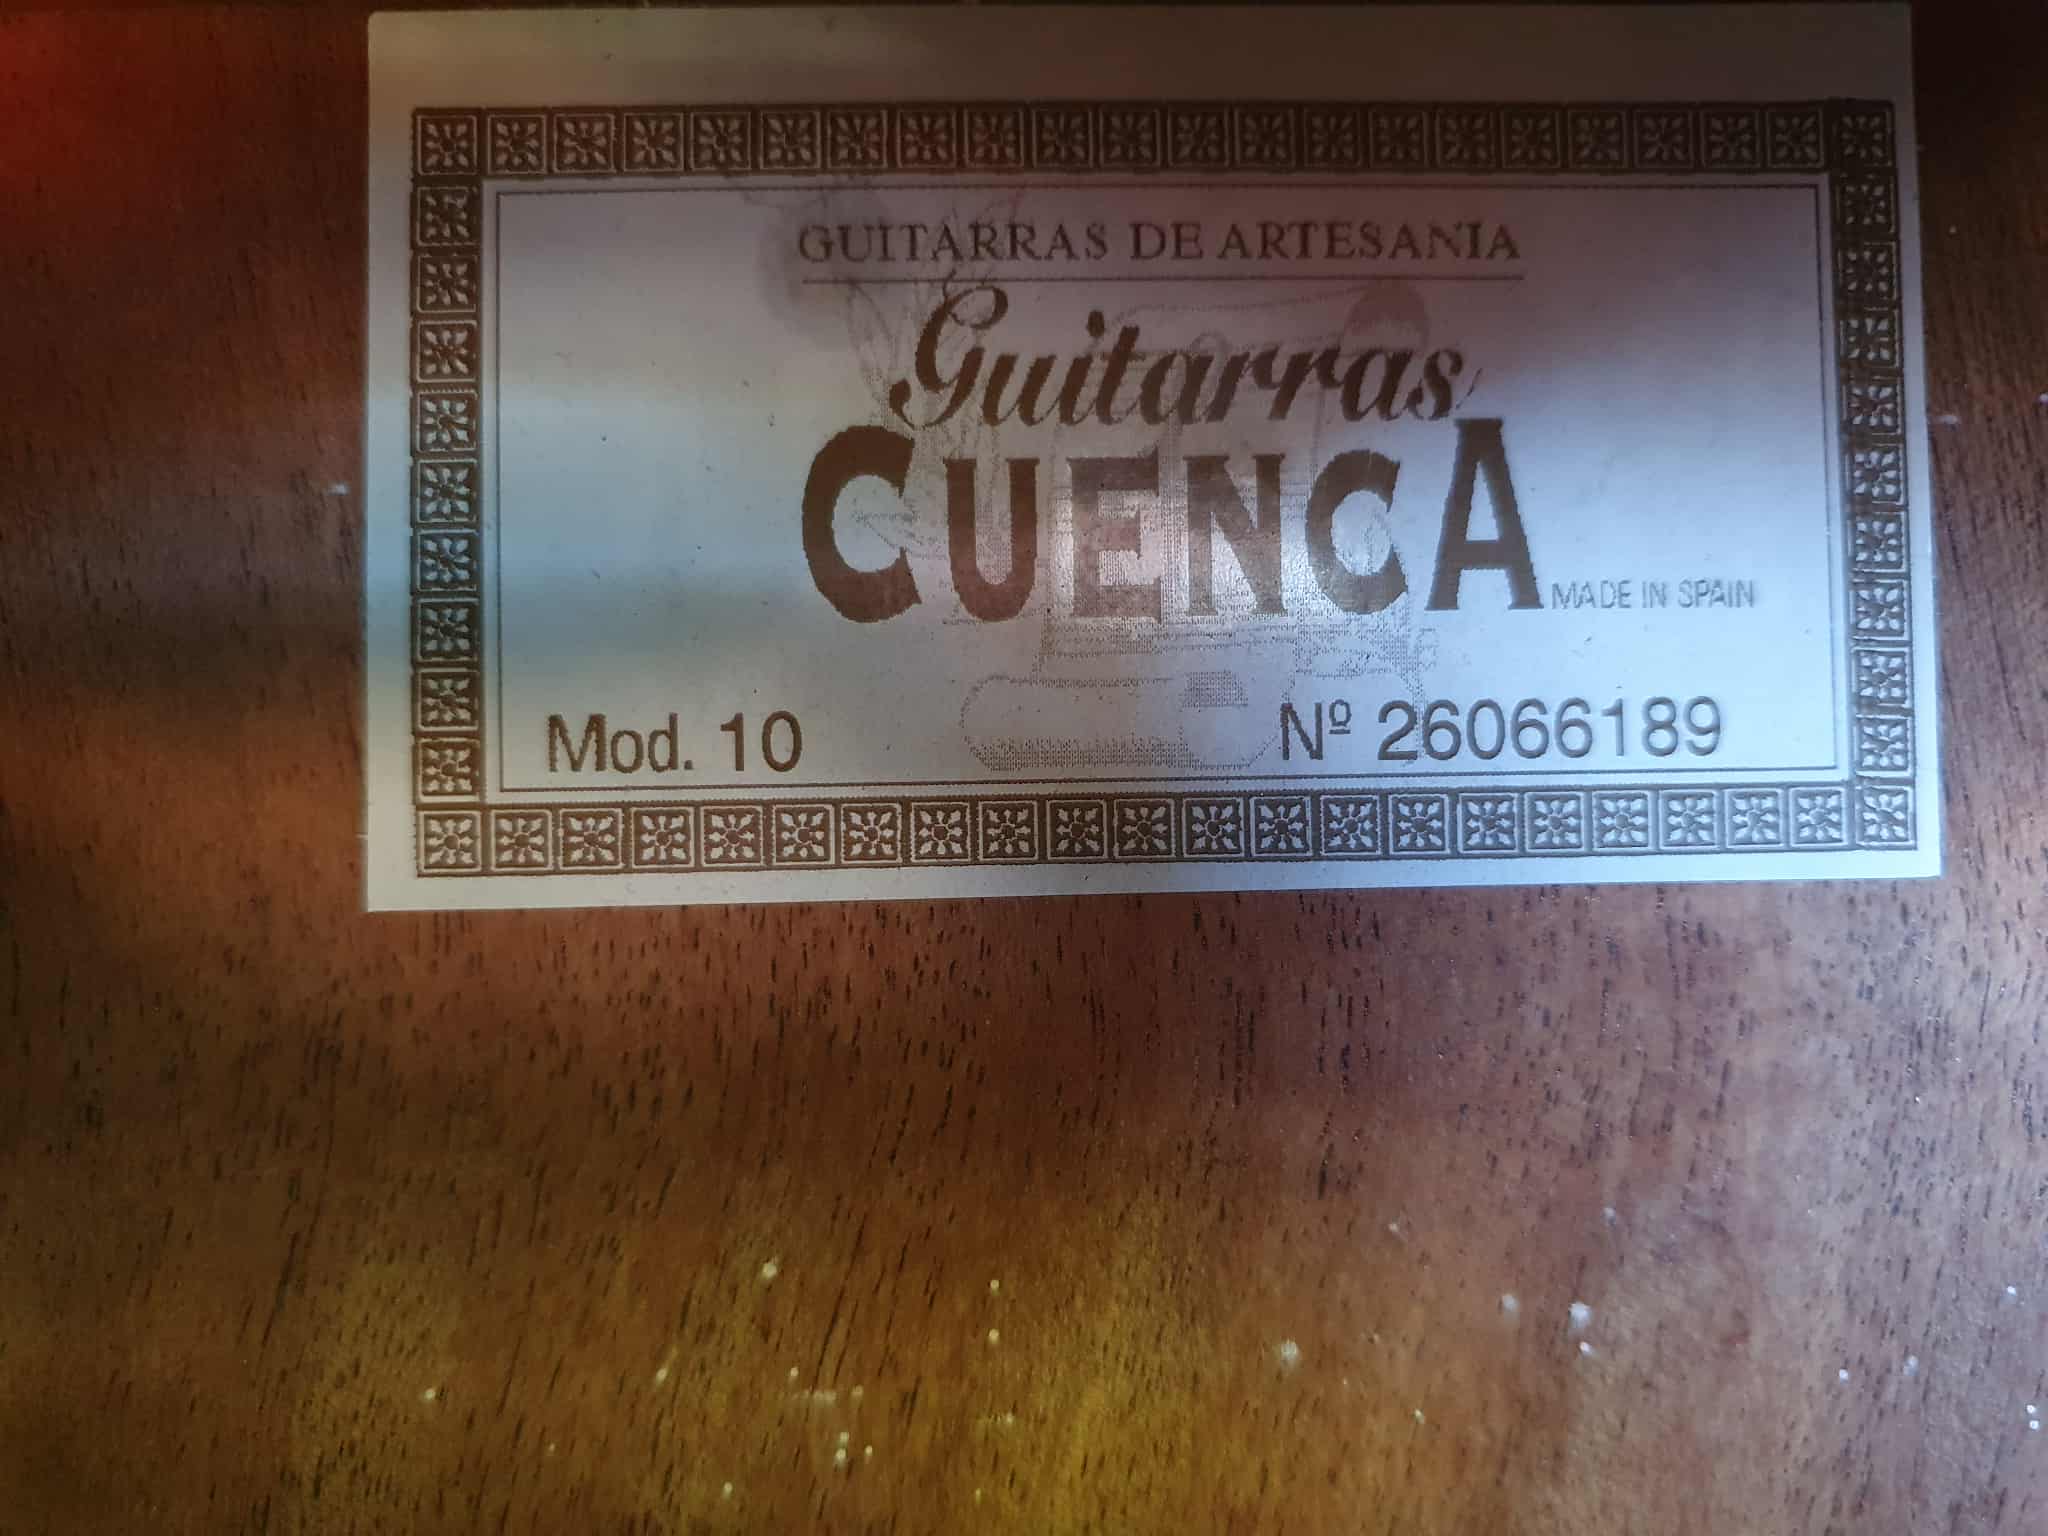 GUITARRAS DE ARTESANIA
Guitarras
CUENCA
MADE IN SPAIN
Mod. 10 Nº 26066189